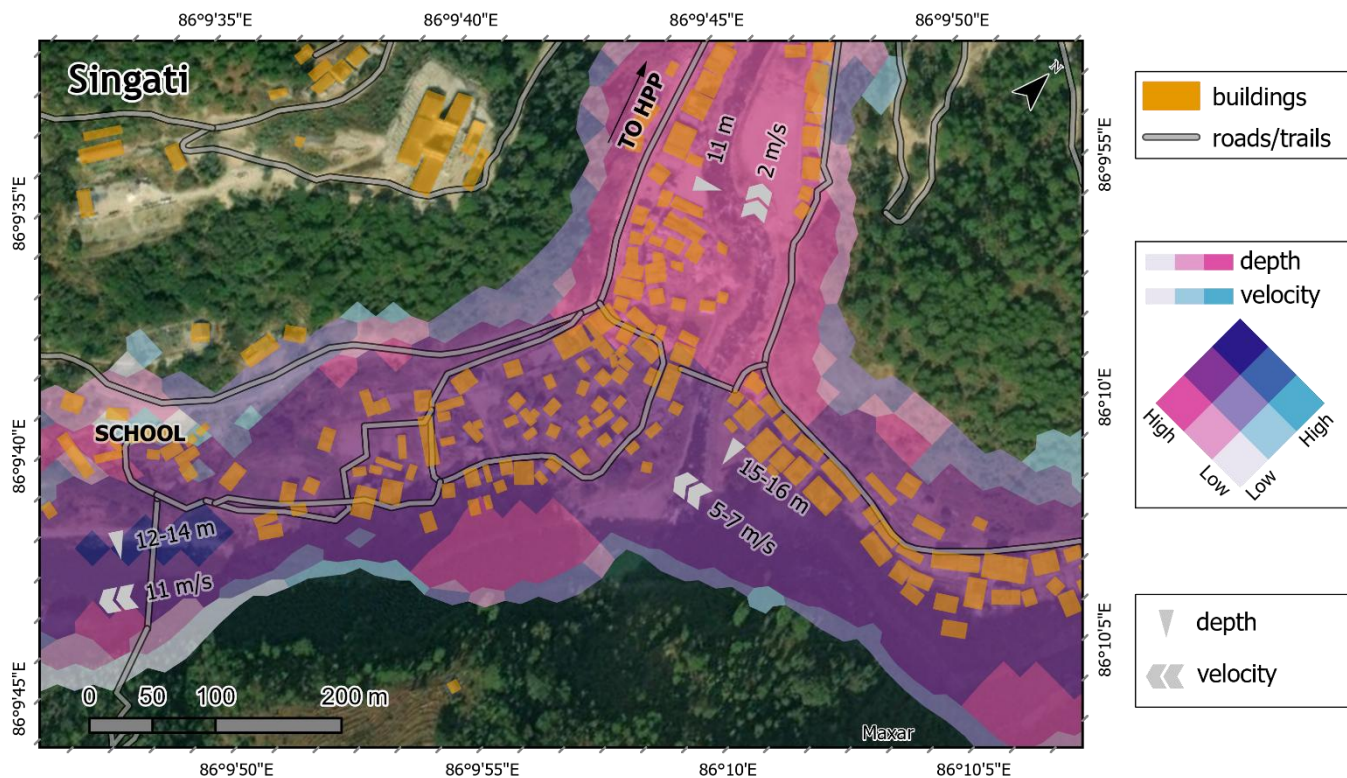 86°9'35"E
86°9'40"E
86°9'45"E
86°9'50"E
Singati
TO HPP
N
11 m
2 m/s
buildings
roads/trails
86°9'35"E
86°9'55"E
depth
velocity
High
High
Low
Low
86°9'40"E
86°10'E
SCHOOL
15-16 m
5-7 m/s
12-14 m
11 m/s
86°9'45"E
86°10'5"E
depth
velocity
0 50 100 200 m
Maxar
86°9'50"E
86°9'55"E
86°10'E
86°10'5"E